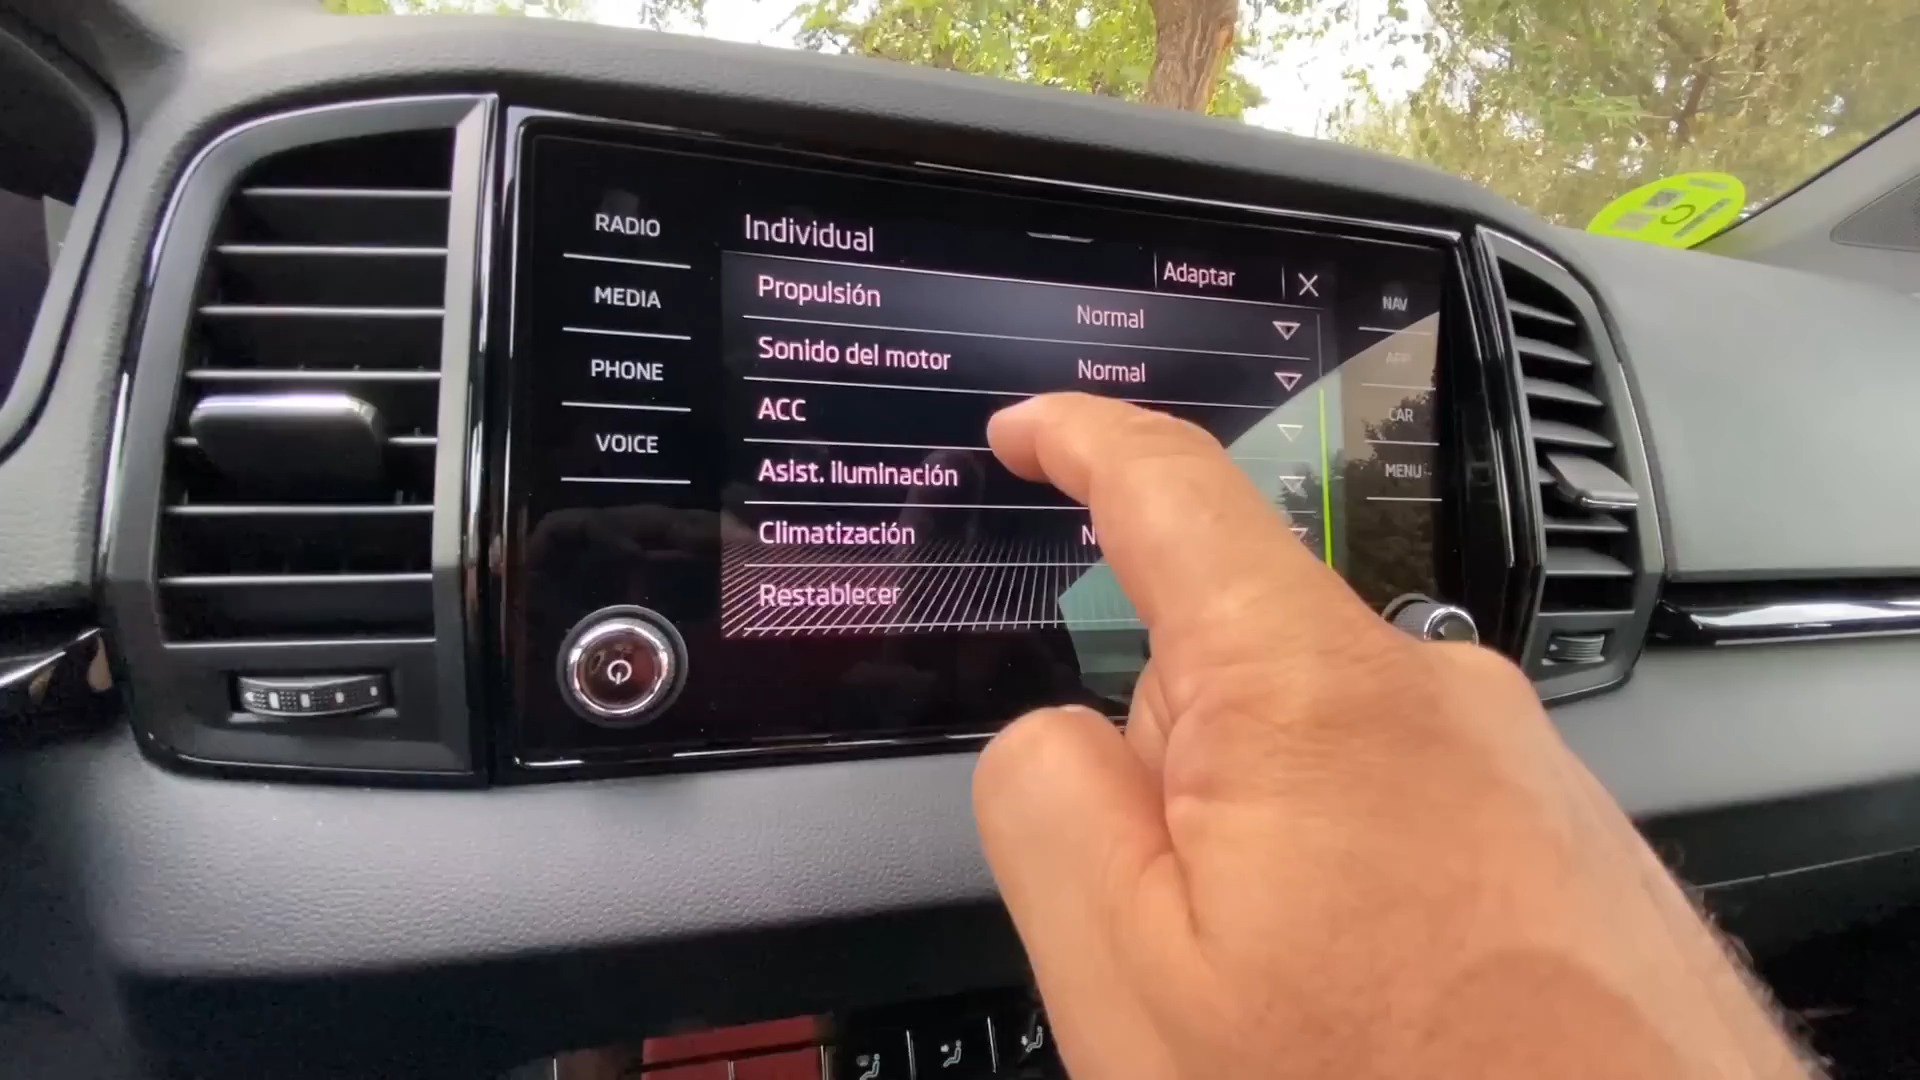 RADIO
MEDIA
PHONE
VOICE
Individual
Adaptar
Propulsión
Normal
Sonido del motor
Normal
ACC
Asist. iluminación
Climatización
N
Restablecer
NAV
APP
CAR
MENU
C